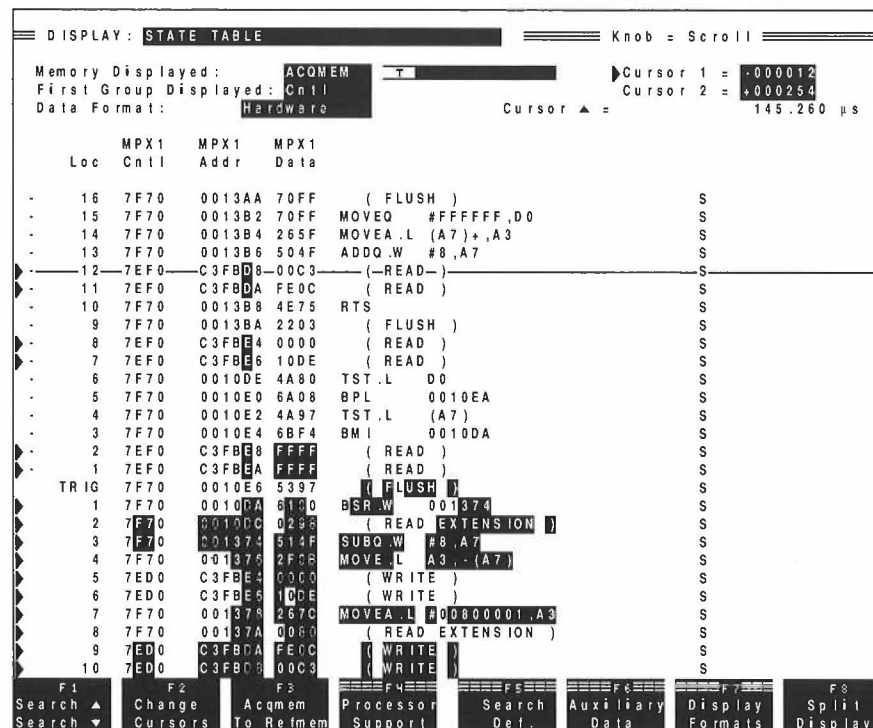 DISPLAY: STATE TABLE Knob = Scroll
Memory Displayed: ACQMEM T Cursor 1 = -000012
First Group Displayed: Cntl Cursor 2 = +000254
Data Format: Hardware Cursor ▲ = 145.260 µs
MPX1 MPX1 MPX1
Loc Cntl Addr Data
- 16 7F70 0013AA 70FF ( FLUSH ) S
- 15 7F70 0013B2 70FF MOVEQ #FFFFFF,D0 S
- 14 7F70 0013B4 265F MOVEA.L (A7)+,A3 S
- 13 7F70 0013B6 504F ADDQ.W #8,A7 S
- 12 7EF0 C3FBD8 00C3 ( READ ) S
- 11 7EF0 C3FBDA FE0C ( READ ) S
- 10 7F70 0013B8 4E75 RTS S
- 9 7F70 0013BA 2203 ( FLUSH ) S
- 8 7EF0 C3FBE4 0000 ( READ ) S
- 7 7EF0 C3FBE6 10DE ( READ ) S
- 6 7F70 0010DE 4A80 TST.L D0 S
- 5 7F70 0010E0 6A08 BPL 0010EA S
- 4 7F70 0010E2 4A97 TST.L (A7) S
- 3 7F70 0010E4 6BF4 BMI 0010DA S
- 2 7EF0 C3FBE8 FFFF ( READ ) S
- 1 7EF0 C3FBEA FFFF ( READ ) S
TRIG 7F70 0010E6 5397 ( FLUSH ) S
1 7F70 0010DA 6100 BSR.W 001374 S
2 7F70 0010DC 0298 ( READ EXTENSION ) S
3 7F70 001374 514F SUBQ.W #8,A7 S
4 7F70 001376 2F0B MOVE.L A3,-(A7) S
5 7ED0 C3FBE4 0000 ( WRITE ) S
6 7ED0 C3FBE6 10DE ( WRITE ) S
7 7F70 001378 267C MOVEA.L #00800001,A3 S
8 7F70 00137A 0080 ( READ EXTENSION ) S
9 7ED0 C3FBDA FE0C ( WRITE ) S
10 7ED0 C3FBD8 00C3 ( WRITE ) S
F1 F2 F3 F4 F5 F6 F7 F8
Search ▲ Change Acqmem Processor Search Auxiliary Display Split
Search ▼ Cursors To Refmem Support Def. Data Formats Display